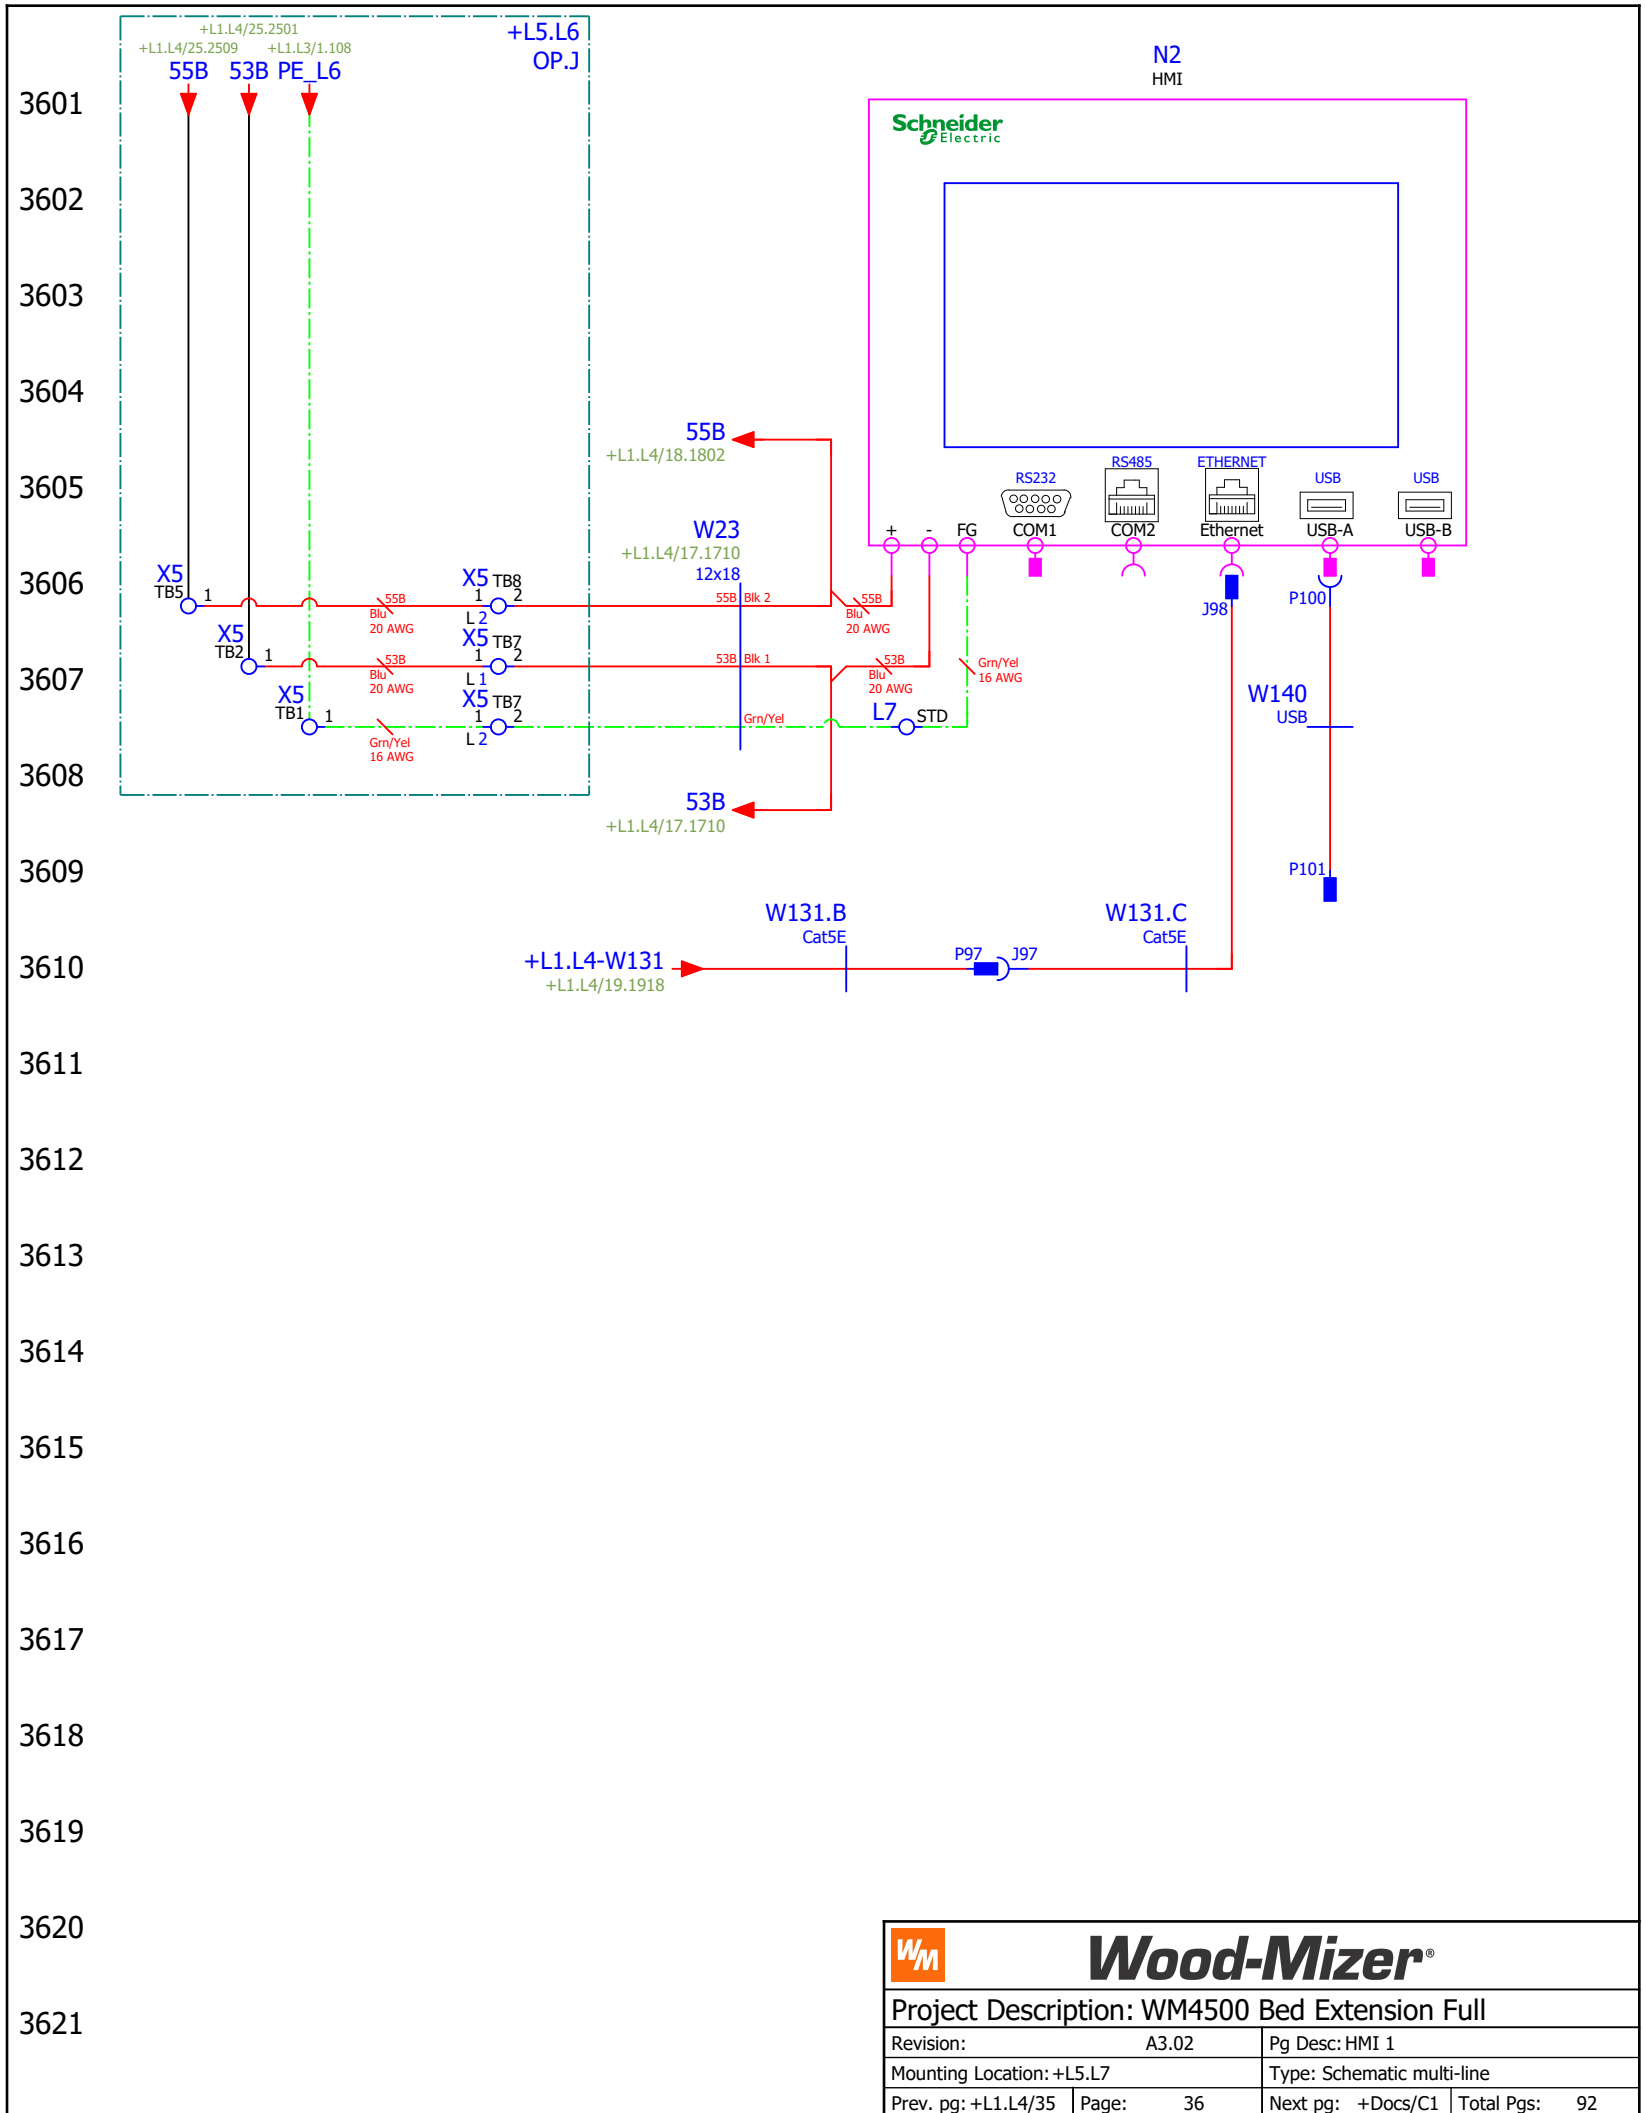 +L1.L4/25.2501
+L1.L4/25.2509 +L1.L3/1.108
55B 53B PE_L6
+L5.L6
OP.J
N2
HMI
3601
Schneider
Electric
3602
3603
3604
55B
+L1.L4/18.1802
RS485 ETHERNET
RS232 USB USB
3605
+ - FG COM1 COM2 Ethernet USB-A USB-B
W23
+L1.L4/17.1710
12x18
3606
X5
TB5 1
55B
Blu
20 AWG
X5 TB8
1 2
L 2
55B Blk 2
55B
Blu
20 AWG
J98
P100
X5
TB2 1
53B
Blu
20 AWG
X5 TB7
1 2
L 1
53B Blk 1
53B
Blu
20 AWG
Grn/Yel
16 AWG
3607
X5
TB1 1
Grn/Yel
16 AWG
X5 TB7
1 2
L 2
Grn/Yel
L7 STD
W140
USB
3608
53B
+L1.L4/17.1710
3609
P101
W131.B
Cat5E
W131.C
Cat5E
3610
+L1.L4-W131
+L1.L4/19.1918
P97 J97
3611
3612
3613
3614
3615
3616
3617
3618
3619
3620
3621
WM
Wood-Mizer®
Project Description: WM4500 Bed Extension Full
Revision: A3.02 Pg Desc: HMI 1
Mounting Location: +L5.L7 Type: Schematic multi-line
Prev. pg: +L1.L4/35 Page: 36 Next pg: +Docs/C1 Total Pgs: 92